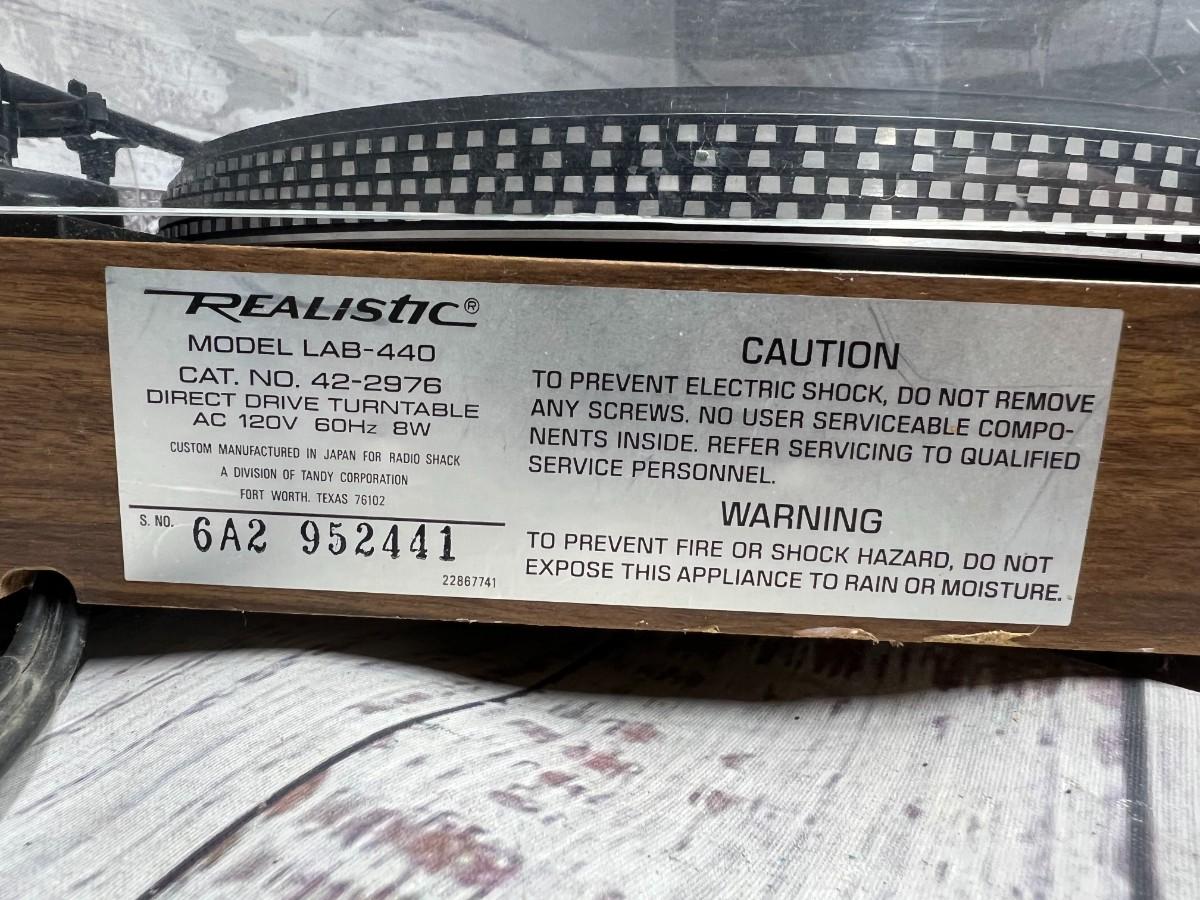 REALISTIC®
MODEL LAB-440
CAT. NO. 42-2976
DIRECT DRIVE TURNTABLE
AC 120V 60Hz 8W
CUSTOM MANUFACTURED IN JAPAN FOR RADIO SHACK
A DIVISION OF TANDY CORPORATION
FORT WORTH. TEXAS 76102
S. NO. 6A2 952441
22867741
CAUTION
TO PREVENT ELECTRIC SHOCK, DO NOT REMOVE
ANY SCREWS. NO USER SERVICEABLE COMPO-
NENTS INSIDE. REFER SERVICING TO QUALIFIED
SERVICE PERSONNEL.
WARNING
TO PREVENT FIRE OR SHOCK HAZARD, DO NOT
EXPOSE THIS APPLIANCE TO RAIN OR MOISTURE.